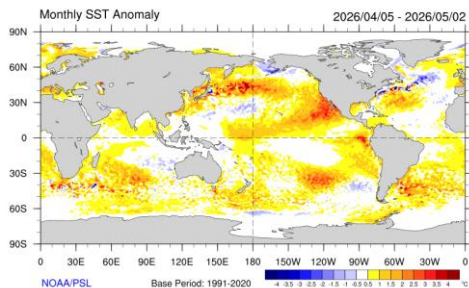 Monthly SST Anomaly 2026/04/05 - 2026/05/02
90N
60N
30N
0
30S
60S
90S
0 30E 60E 90E 120E 150E 180 150W 120W 90W 60W 30W 0
NOAA/PSL Base Period: 1991-2020
-4 -3.5 -3 -2.5 -2 -1.5 -1 -0.5 0.5 1 1.5 2 2.5 3 3.5 4 °C